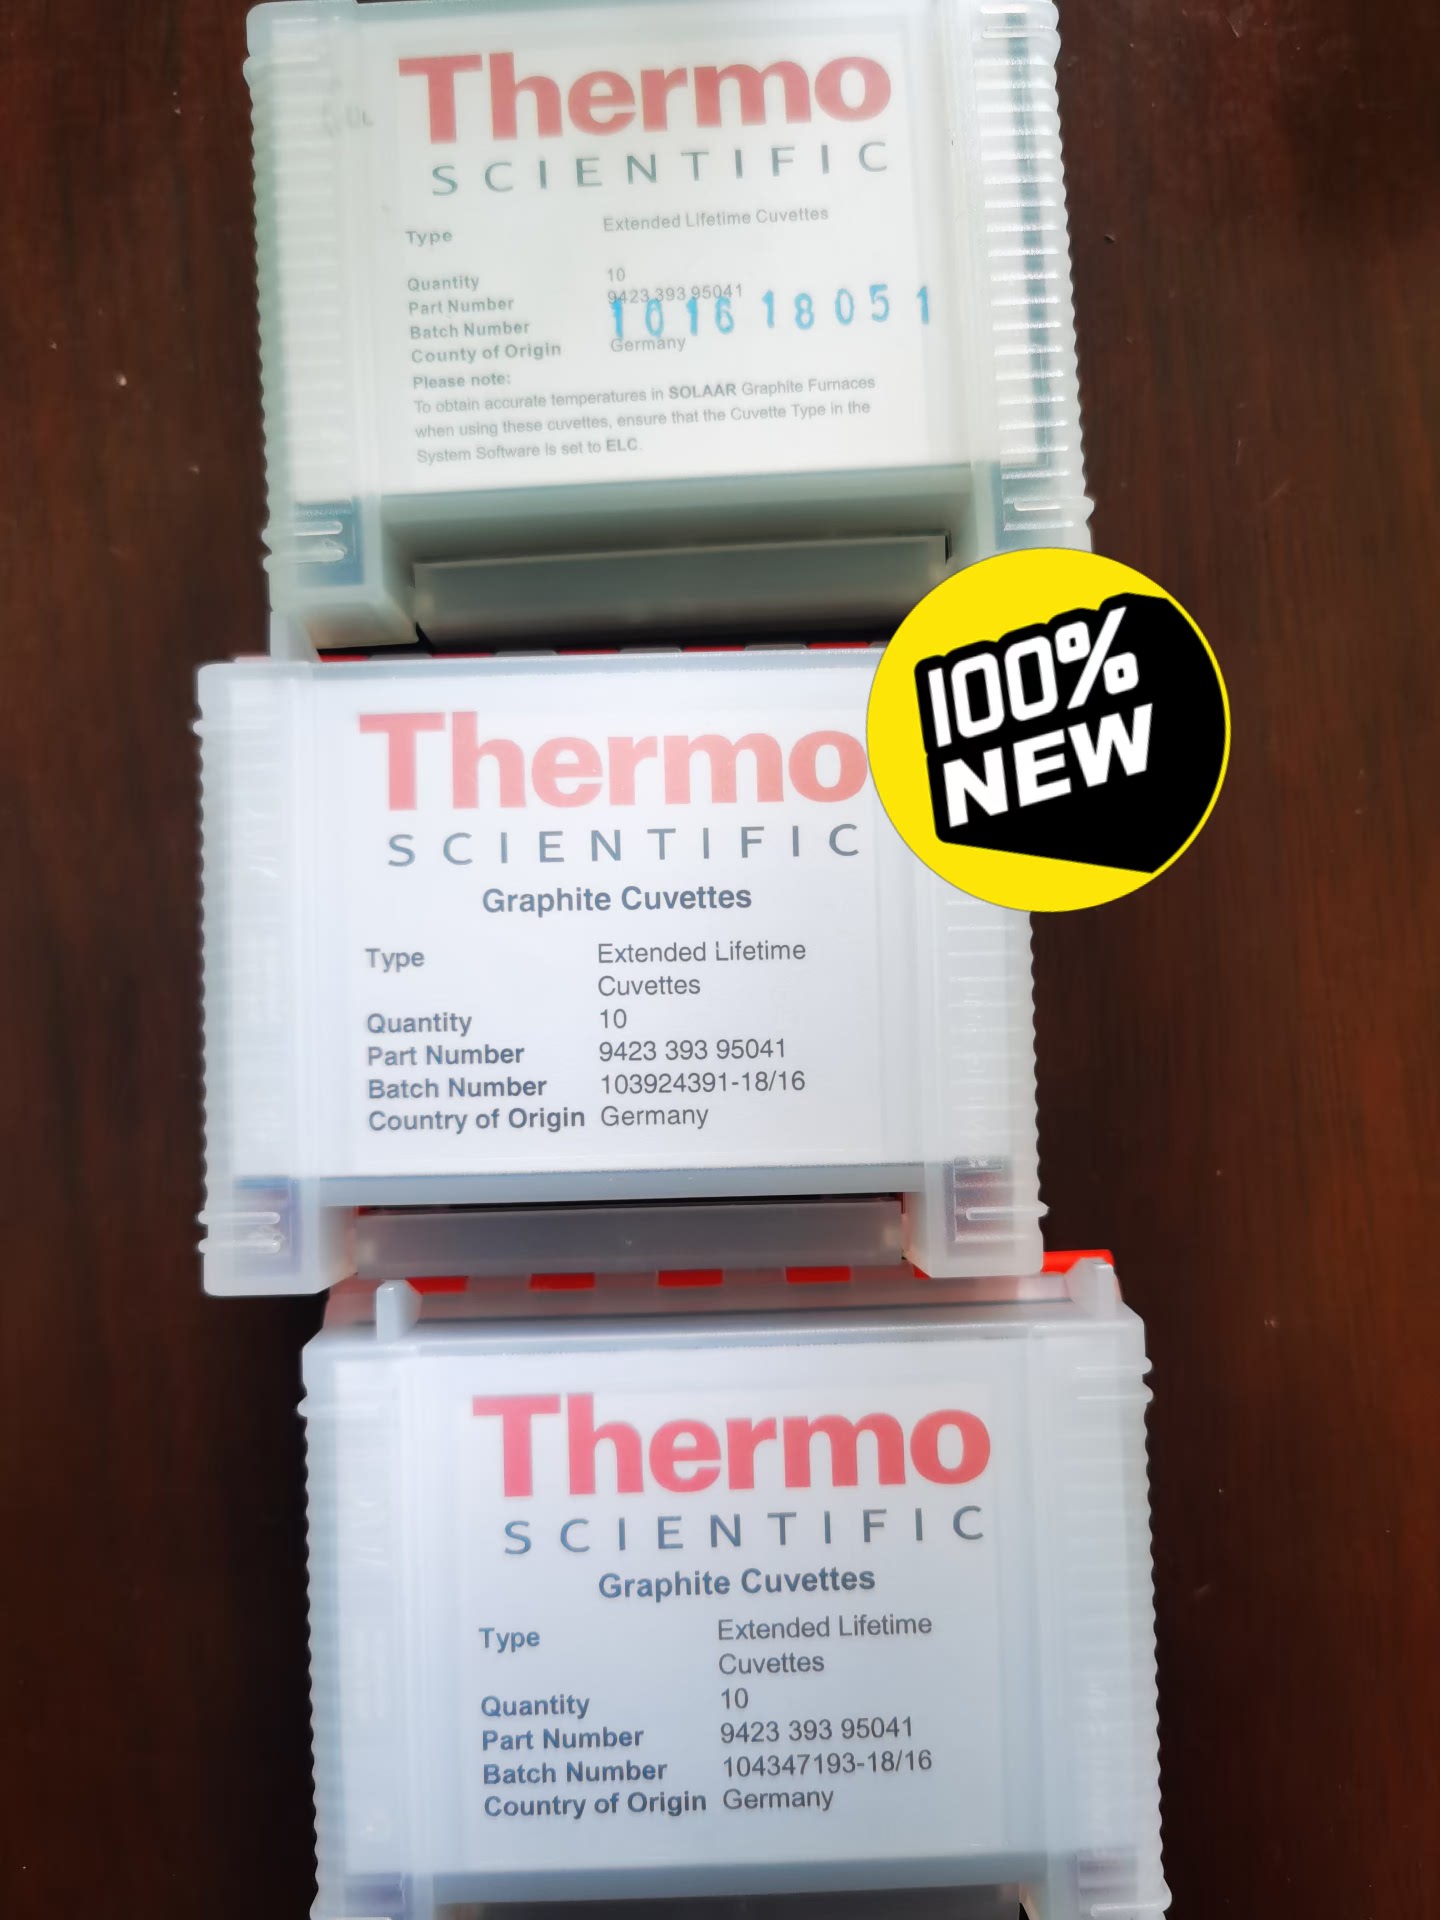 Thermo
SCIENTIFIC
Type Extended Lifetime Cuvettes
Quantity 10
Part Number 9423 393 95041
Batch Number 101618051
County of Origin Germany
Please note:
To obtain accurate temperatures in SOLAAR Graphite Furnaces
when using these cuvettes, ensure that the Cuvette Type in the
System Software is set to ELC.
100%
NEW
Thermo
SCIENTIFIC
Graphite Cuvettes
Type Extended Lifetime
Cuvettes
Quantity 10
Part Number 9423 393 95041
Batch Number 103924391-18/16
Country of Origin Germany
Thermo
SCIENTIFIC
Graphite Cuvettes
Type Extended Lifetime
Cuvettes
Quantity 10
Part Number 9423 393 95041
Batch Number 104347193-18/16
Country of Origin Germany